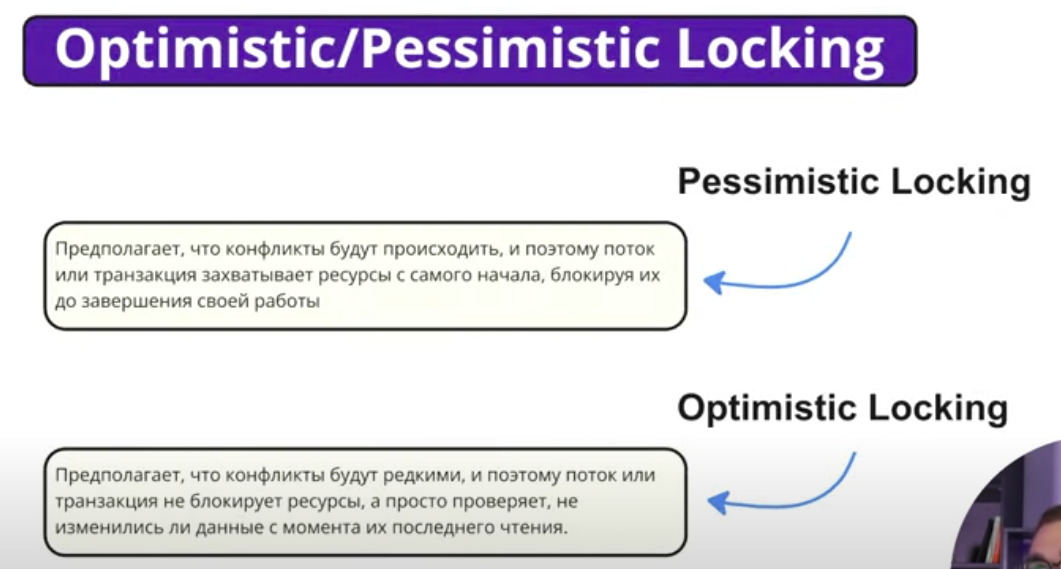 Optimistic/Pessimistic Locking
Pessimistic Locking
Предполагает, что конфликты будут происходить, и поэтому поток
или транзакция захватывает ресурсы с самого начала, блокируя их
до завершения своей работы
Optimistic Locking
Предполагает, что конфликты будут редкими, и поэтому поток или
транзакция не блокирует ресурсы, а просто проверяет, не
изменились ли данные с момента их последнего чтения.